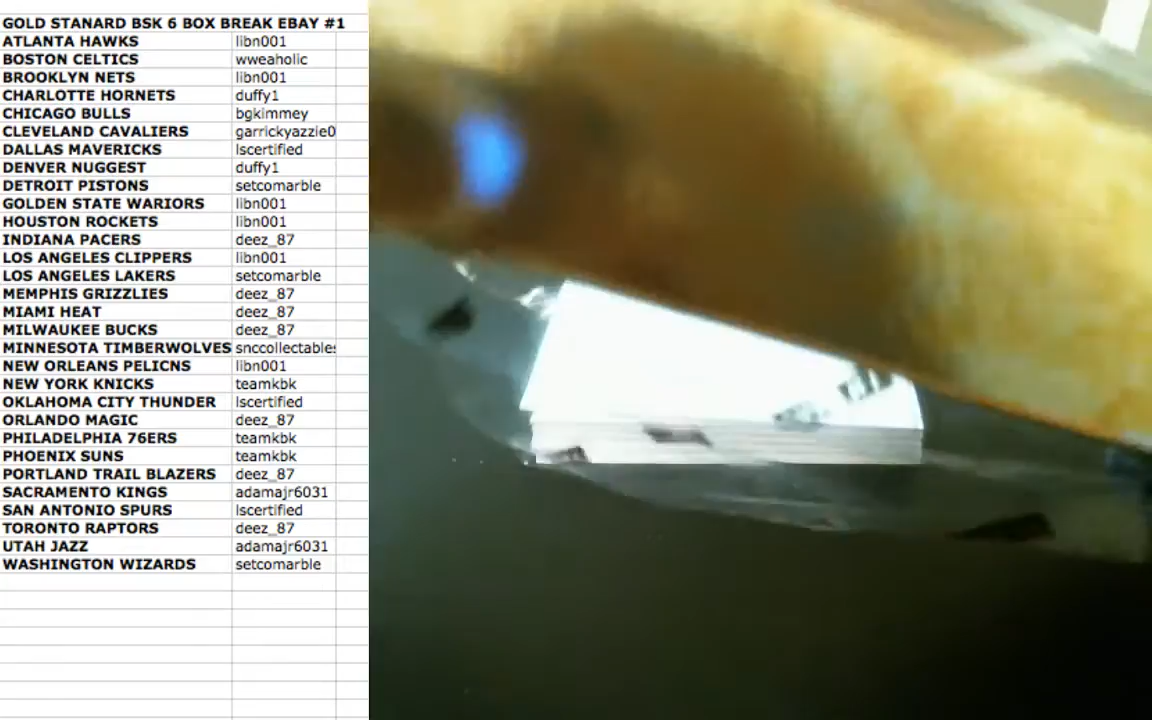 GOLD STANARD BSK 6 BOX BREAK EBAY #1
ATLANTA HAWKS libn001
BOSTON CELTICS wweaholic
BROOKLYN NETS libn001
CHARLOTTE HORNETS duffy1
CHICAGO BULLS bgkimmey
CLEVELAND CAVALIERS garrickyazzie0
DALLAS MAVERICKS lscertified
DENVER NUGGEST duffy1
DETROIT PISTONS setcomarble
GOLDEN STATE WARIORS libn001
HOUSTON ROCKETS libn001
INDIANA PACERS deez_87
LOS ANGELES CLIPPERS libn001
LOS ANGELES LAKERS setcomarble
MEMPHIS GRIZZLIES deez_87
MIAMI HEAT deez_87
MILWAUKEE BUCKS deez_87
MINNESOTA TIMBERWOLVES snccollectables
NEW ORLEANS PELICNS libn001
NEW YORK KNICKS teamkbk
OKLAHOMA CITY THUNDER lscertified
ORLANDO MAGIC deez_87
PHILADELPHIA 76ERS teamkbk
PHOENIX SUNS teamkbk
PORTLAND TRAIL BLAZERS deez_87
SACRAMENTO KINGS adamajr6031
SAN ANTONIO SPURS lscertified
TORONTO RAPTORS deez_87
UTAH JAZZ adamajr6031
WASHINGTON WIZARDS setcomarble